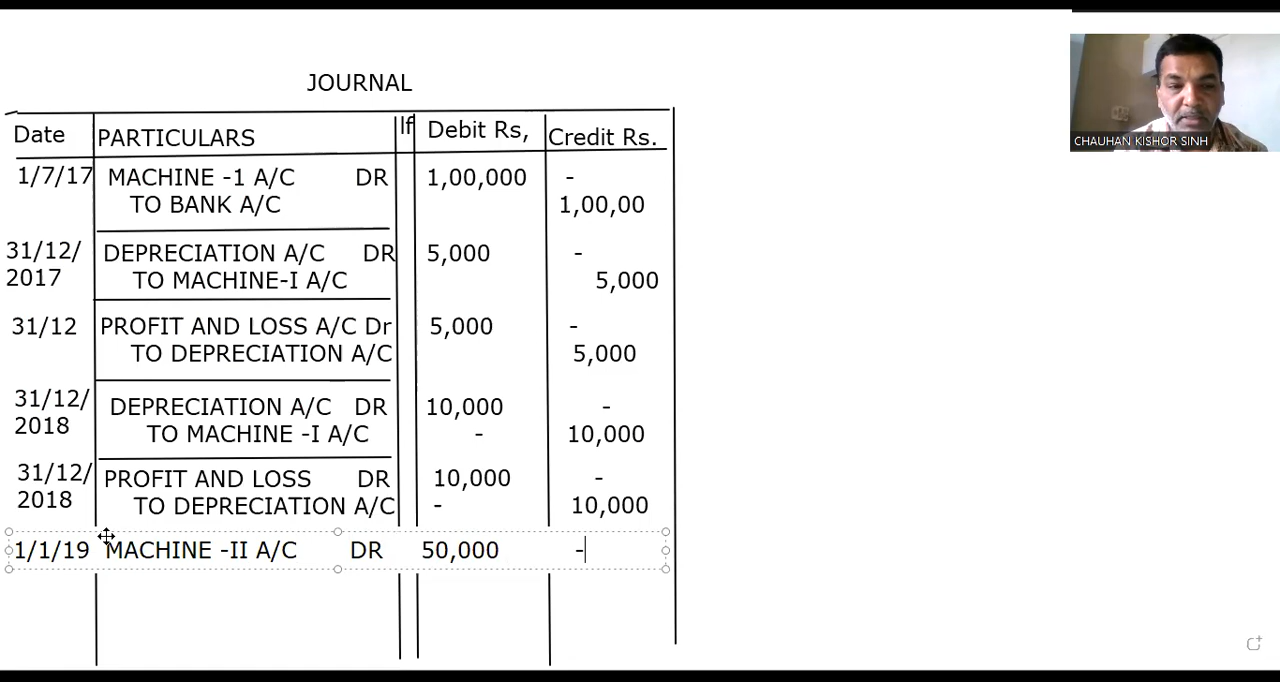 JOURNAL
Date PARTICULARS lf Debit Rs, Credit Rs.
1/7/17 MACHINE -1 A/C DR 1,00,000 -
TO BANK A/C 1,00,00
31/12/ DEPRECIATION A/C DR 5,000 -
2017 TO MACHINE-I A/C 5,000
31/12 PROFIT AND LOSS A/C Dr 5,000 -
TO DEPRECIATION A/C 5,000
31/12/ DEPRECIATION A/C DR 10,000 -
2018 TO MACHINE -I A/C - 10,000
31/12/ PROFIT AND LOSS DR 10,000 -
2018 TO DEPRECIATION A/C - 10,000
1/1/19 MACHINE -II A/C DR 50,000 -
CHAUHAN KISHOR SINH